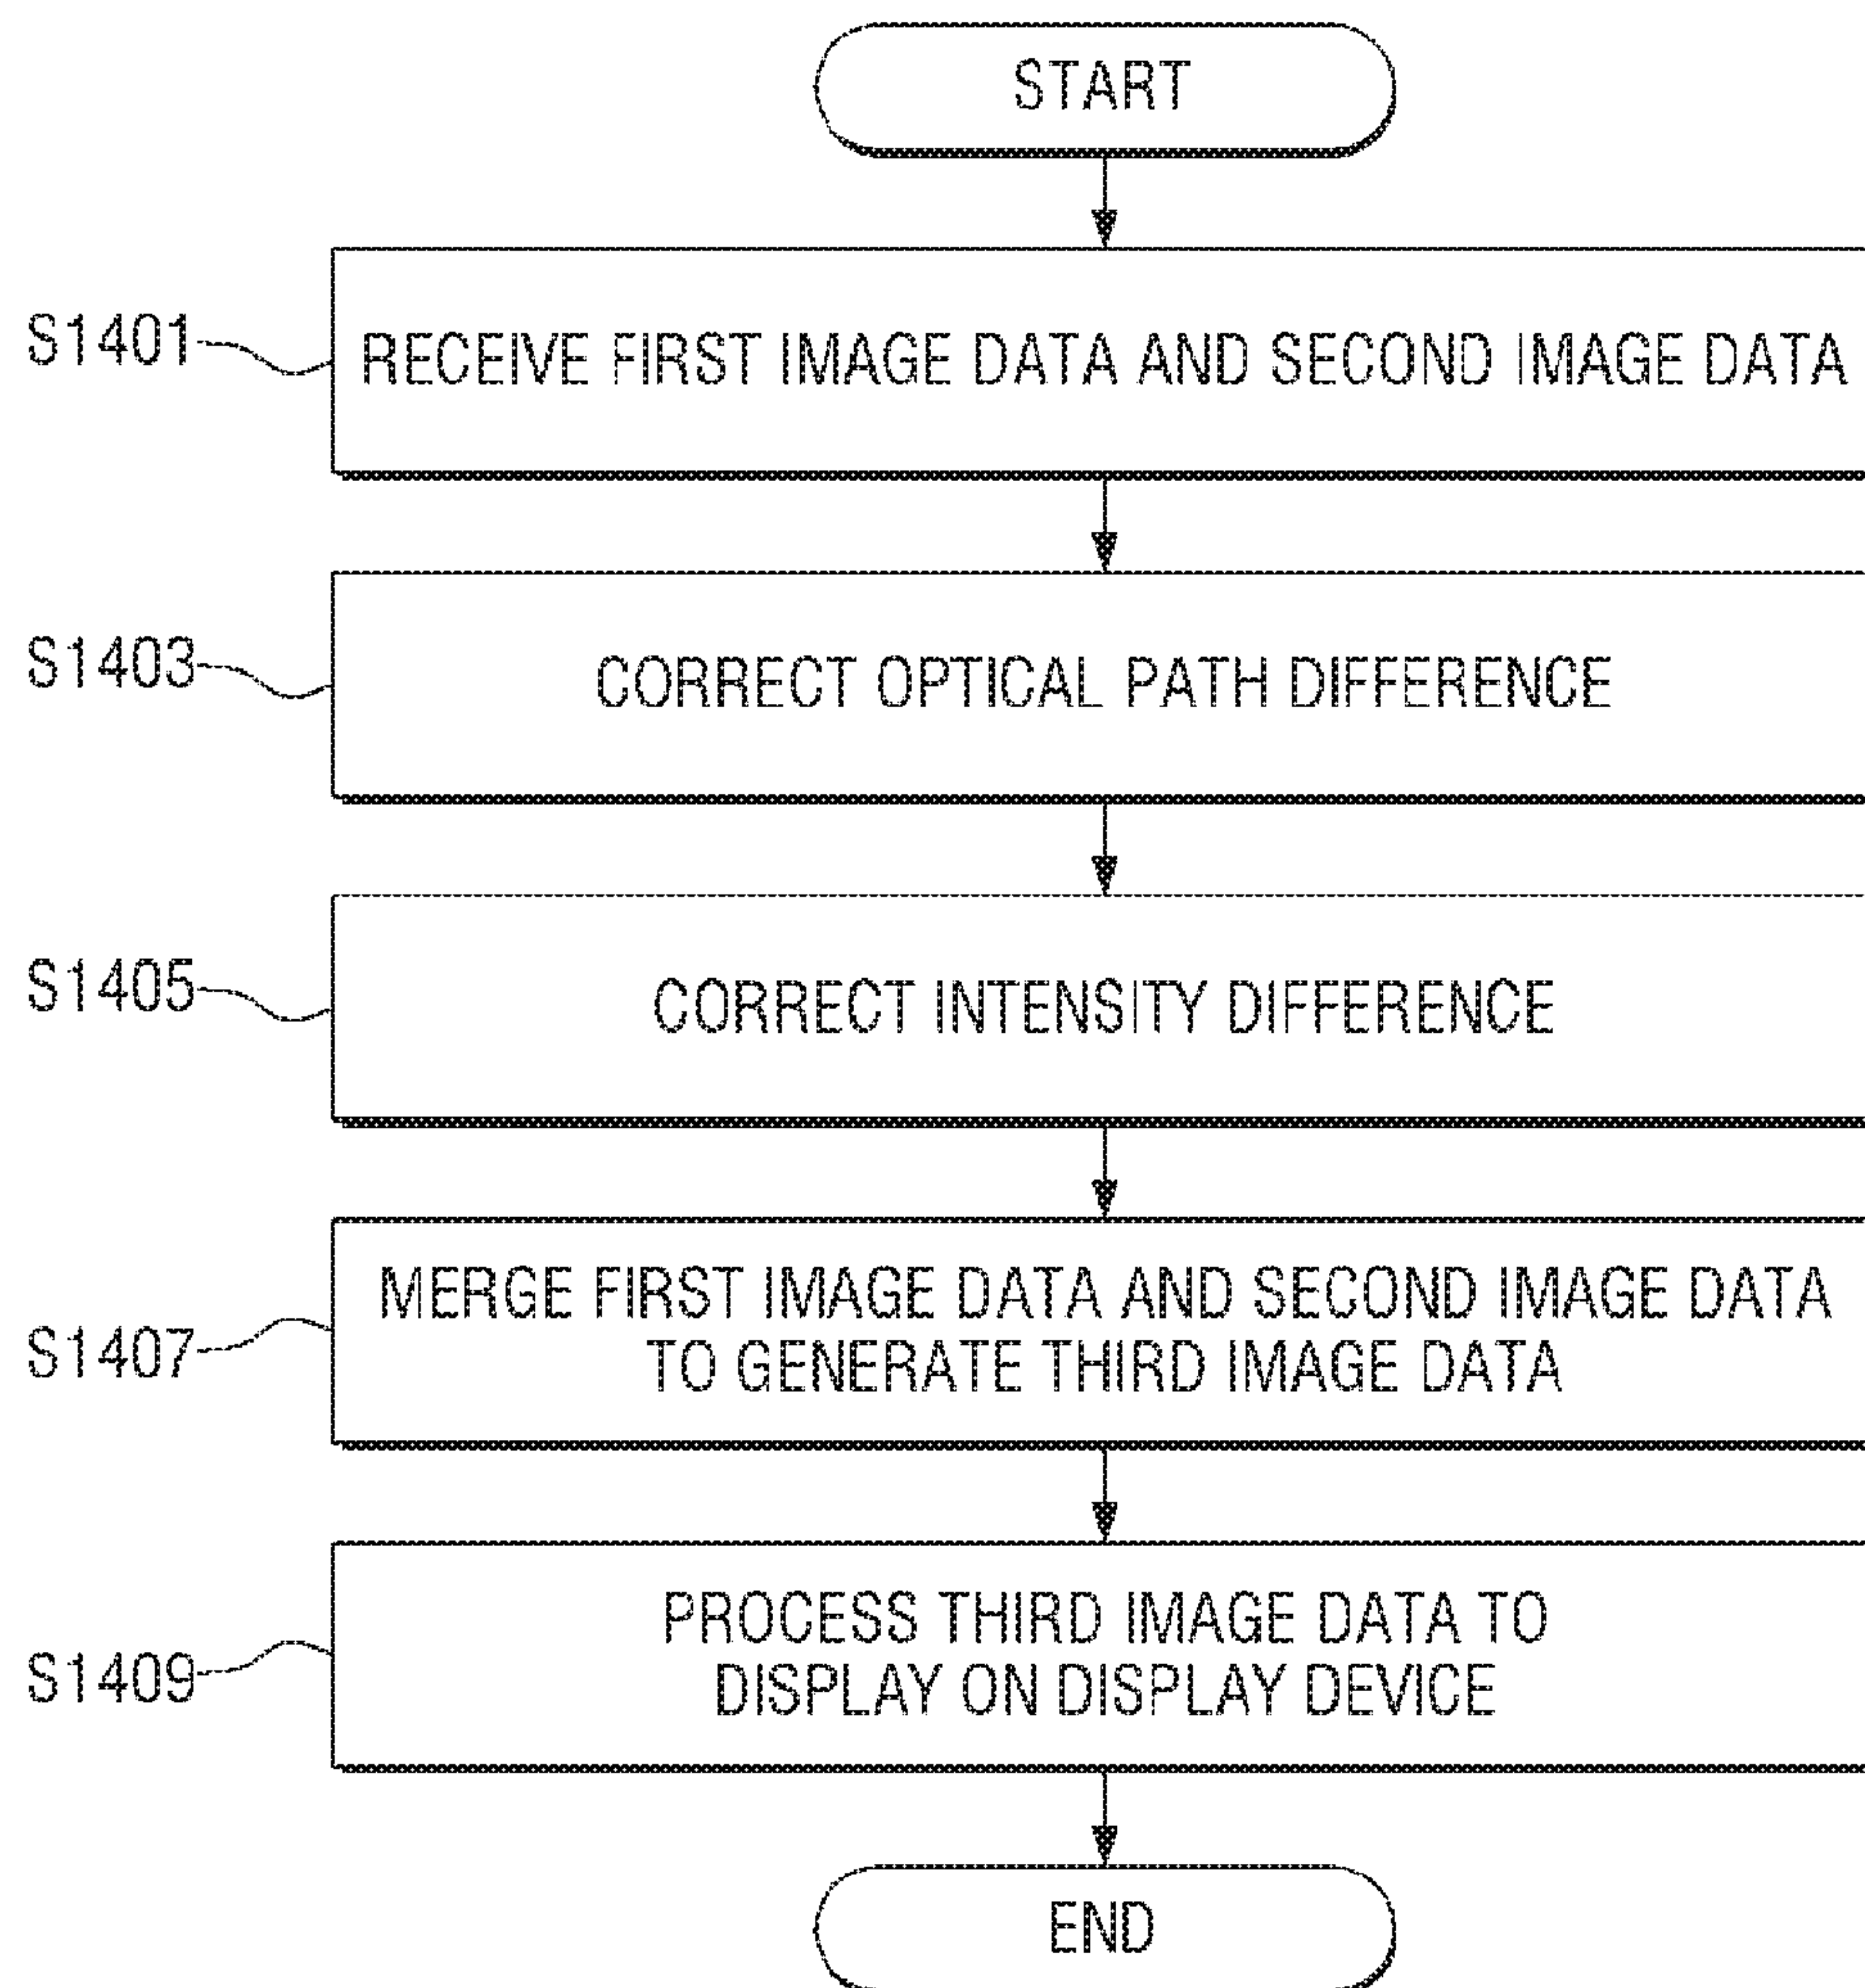 START
S1401
RECEIVE FIRST IMAGE DATA AND SECOND IMAGE DATA
S1403
CORRECT OPTICAL PATH DIFFERENCE
S1405
CORRECT INTENSITY DIFFERENCE
S1407
MERGE FIRST IMAGE DATA AND SECOND IMAGE DATA
TO GENERATE THIRD IMAGE DATA
S1409
PROCESS THIRD IMAGE DATA TO
DISPLAY ON DISPLAY DEVICE
END